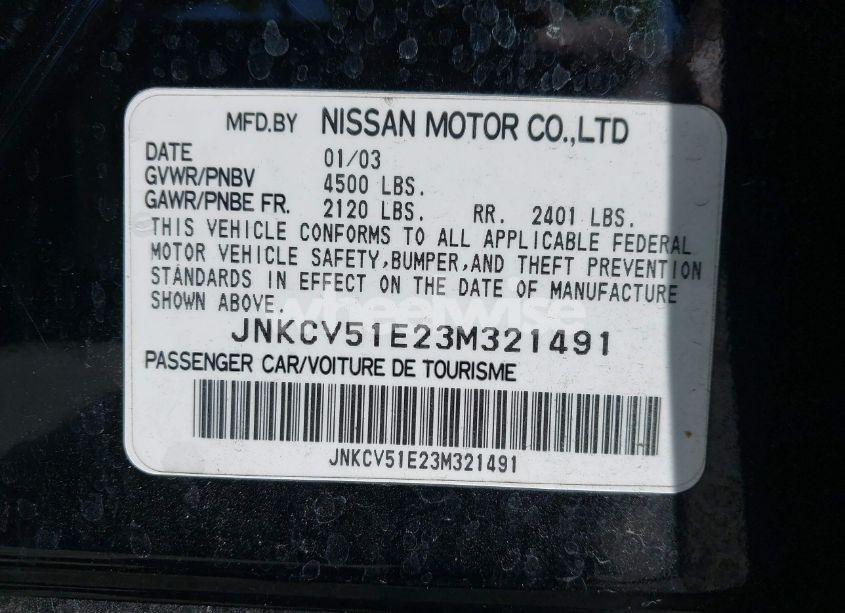 MFD.BY NISSAN MOTOR CO.,LTD
DATE 01/03
GVWR/PNBV 4500 LBS.
GAWR/PNBE FR. 2120 LBS. RR. 2401 LBS.
THIS VEHICLE CONFORMS TO ALL APPLICABLE FEDERAL
MOTOR VEHICLE SAFETY,BUMPER,AND THEFT PREVENTION
STANDARDS IN EFFECT ON THE DATE OF MANUFACTURE
SHOWN ABOVE.
wheelwise
JNKCV51E23M321491
PASSENGER CAR/VOITURE DE TOURISME
JNKCV51E23M321491